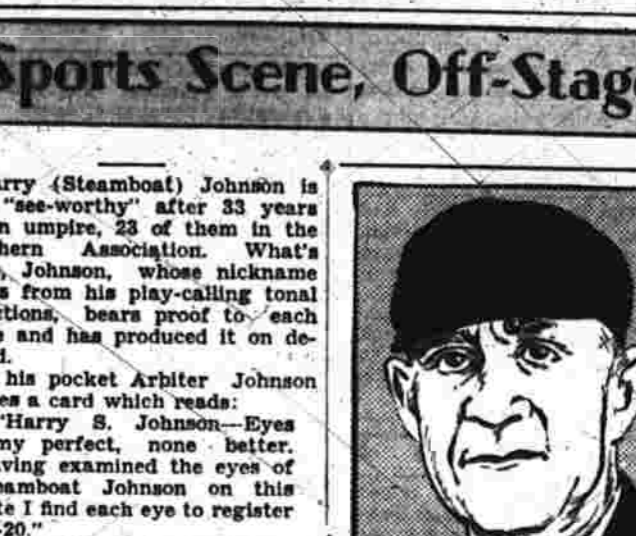 Sports Scene, Off-Stage
arry (Steamboat) Johnson is
"see-worthy" after 33 years
n umpire, 23 of them in the
hern Association. What's
, Johnson, whose nickname
s from his play-calling tonal
ctions, bears proof to each
e and has produced it on de-
d.
his pocket Arbiter Johnson
es a card which reads:
"Harry S. Johnson—Eyes
my perfect, none better.
ving examined the eyes of
eamboat Johnson on this
te I find each eye to register
-20."